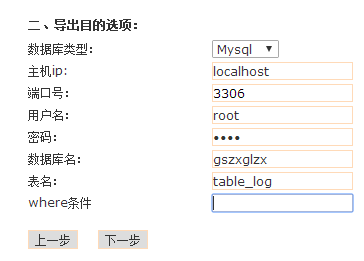 二、导出目的选项：
数据库类型： Mysql
主机ip: localhost
端口号： 3306
用户名： root
密码： ••••
数据库名： gszxglzx
表名： table_log
where条件
上一步 下一步